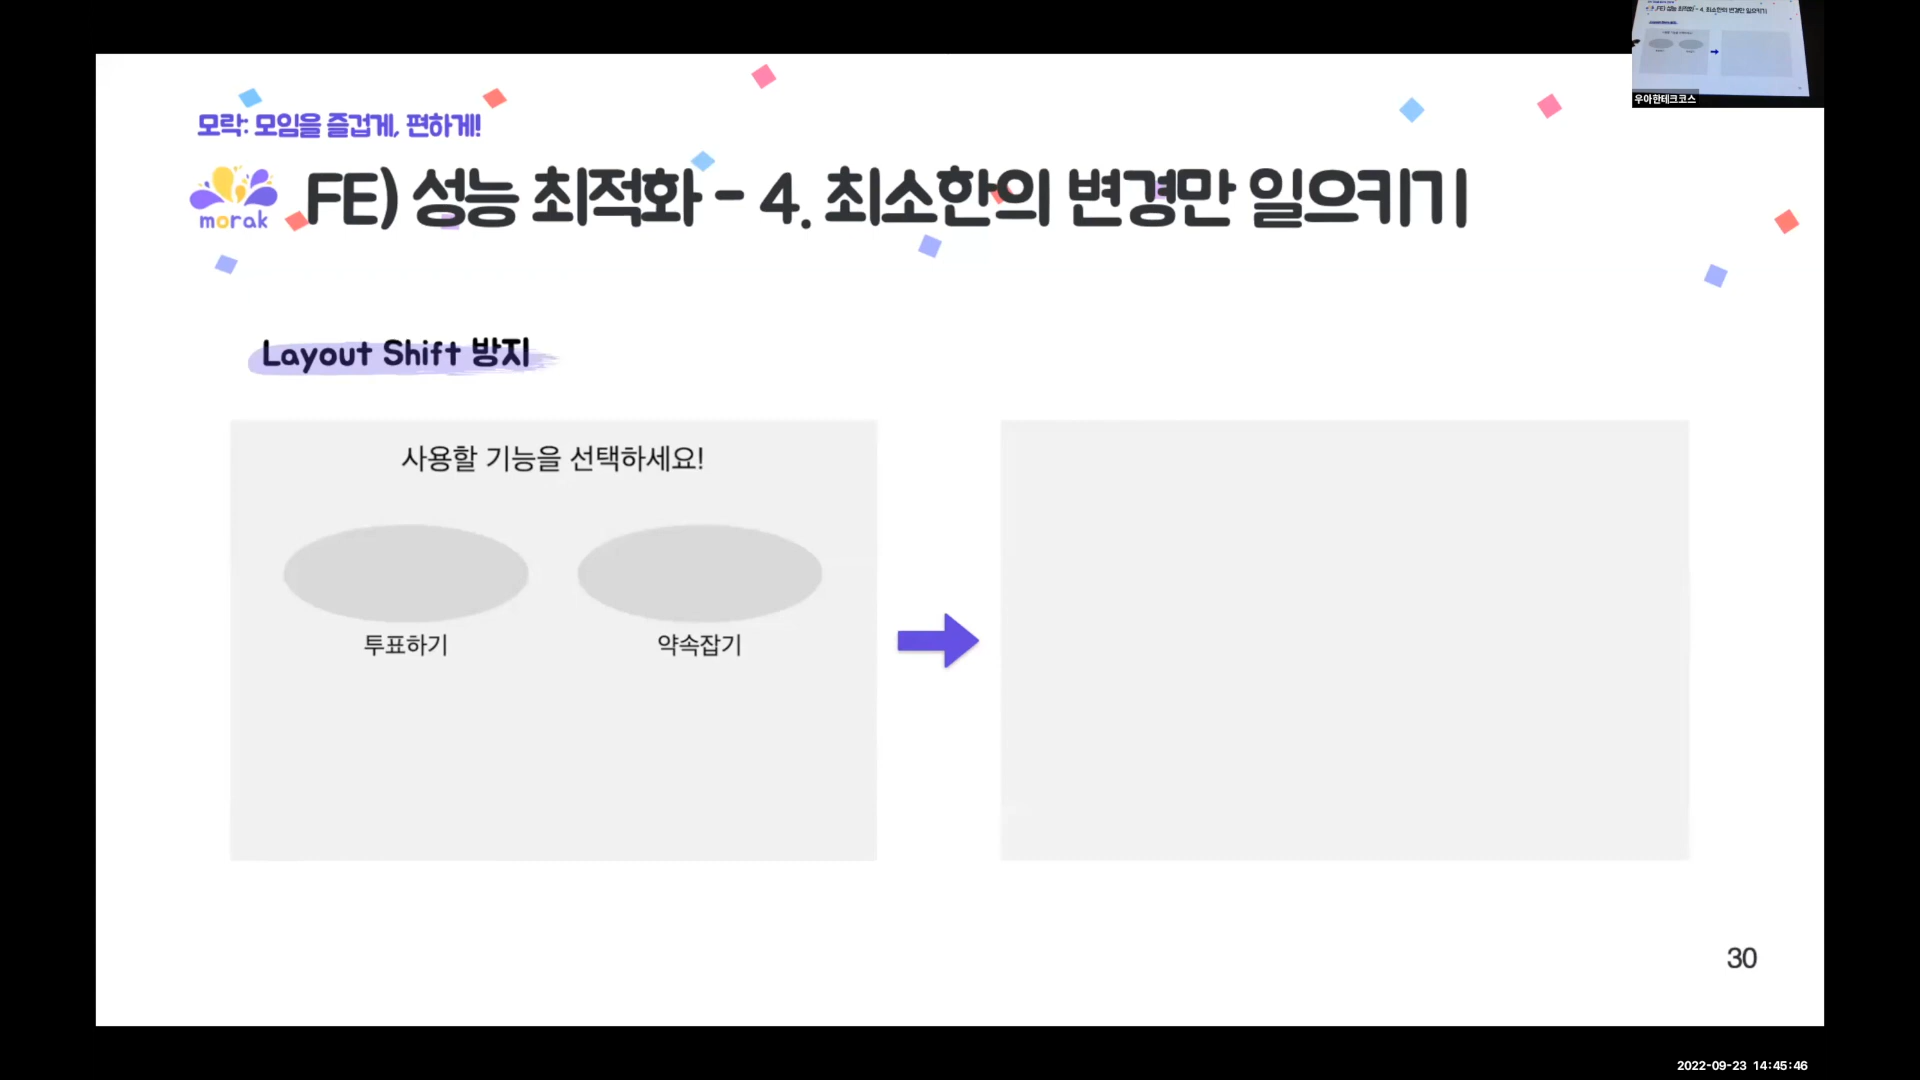 모락: 모임을 즐겁게, 편하게!
morak
FE) 성능 최적화 - 4. 최소한의 변경만 일으키기
Layout Shift 방지
사용할 기능을 선택하세요!
투표하기
약속잡기
30
우아한테크코스
2022-09-23 14:45:46